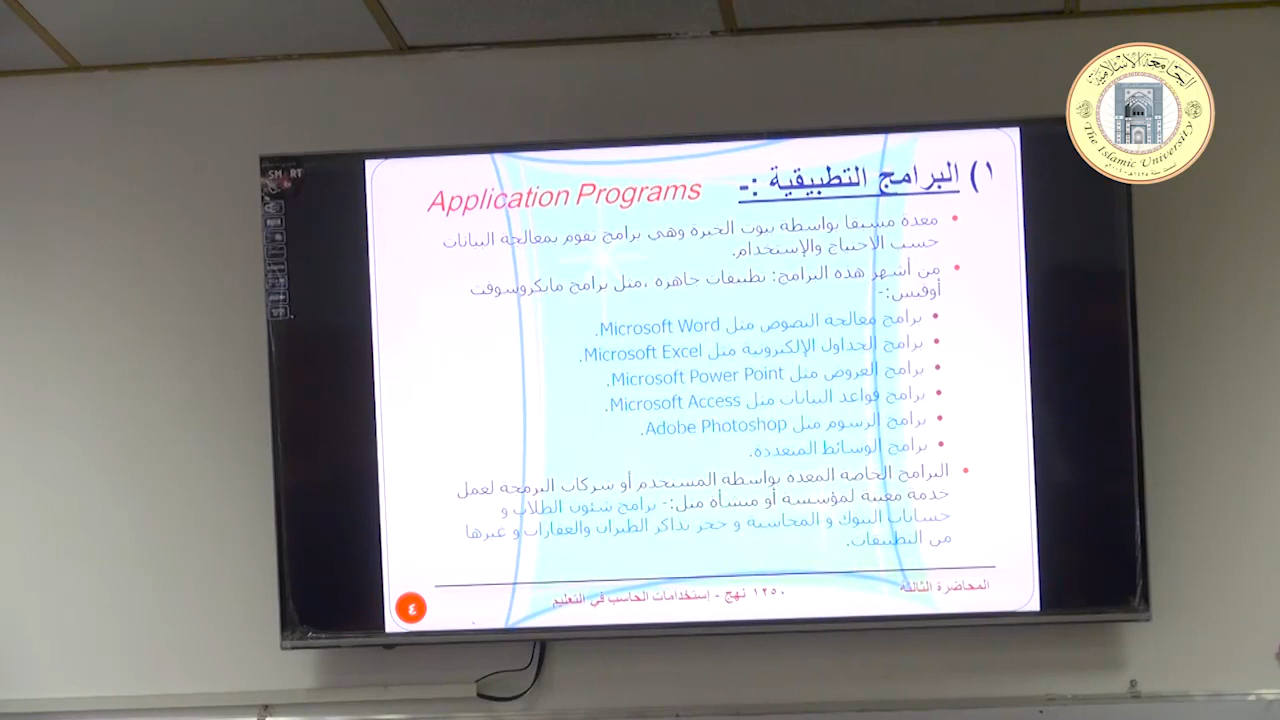 الجامعة الإسلامية
The Islamic University
SMART
١) البرامج التطبيقية :-
Application Programs
معدة مسبقا بواسطة بيوت الخبرة وهي برامج تقوم بمعالجة البيانات
حسب الاحتياج والإستخدام.
من أشهر هذه البرامج: تطبيقات جاهزة ،مثل برامج مايكروسوفت
أوفيس:-
برامج معالجة النصوص مثل Microsoft Word.
برامج الجداول الإلكترونية مثل Microsoft Excel.
برامج العروض مثل Microsoft Power Point.
برامج قواعد البيانات مثل Microsoft Access.
برامج الرسوم مثل Adobe Photoshop.
برامج الوسائط المتعددة.
البرامج الخاصة المعدة بواسطة المستخدم أو شركات البرمجة لعمل
خدمة معينة لمؤسسة أو منشأة مثل:- برامج شئون الطلاب و
حسابات البنوك و المحاسبة و حجز تذاكر الطيران والعقارات و غيرها
من التطبيقات.
المحاضرة الثالثة
١٢٥٠ نهج - إستخدامات الحاسب في التعليم
٤